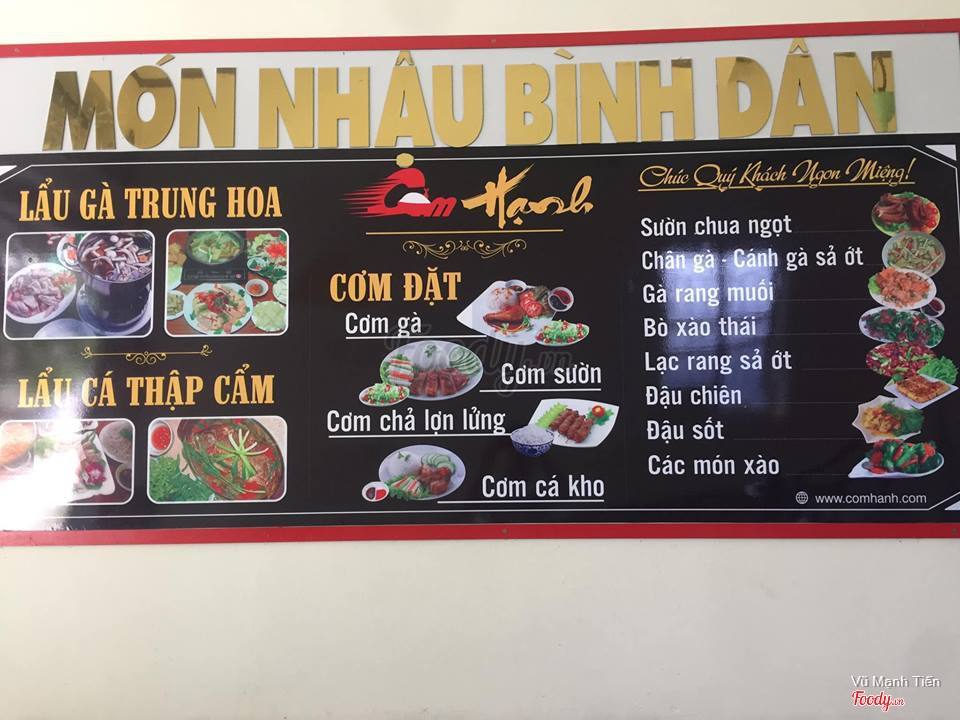 MÓN NHÂU BÌNH DÂN
LẨU GÀ TRUNG HOA
LẨU CÁ THẬP CẨM
Cơm Hạnh
CƠM ĐẶT
Cơm gà
Cơm sườn
Cơm chả lợn lửng
Cơm cá kho
Chúc Quý Khách Ngon Miệng!
Sườn chua ngọt
Chân gà - Cánh gà sả ớt
Gà rang muối
Bò xào thái
Lạc rang sả ớt
Đậu chiên
Đậu sốt
Các món xào
www.comhanh.com
Foody.vn
Vũ Mạnh Tiến
Foody.vn